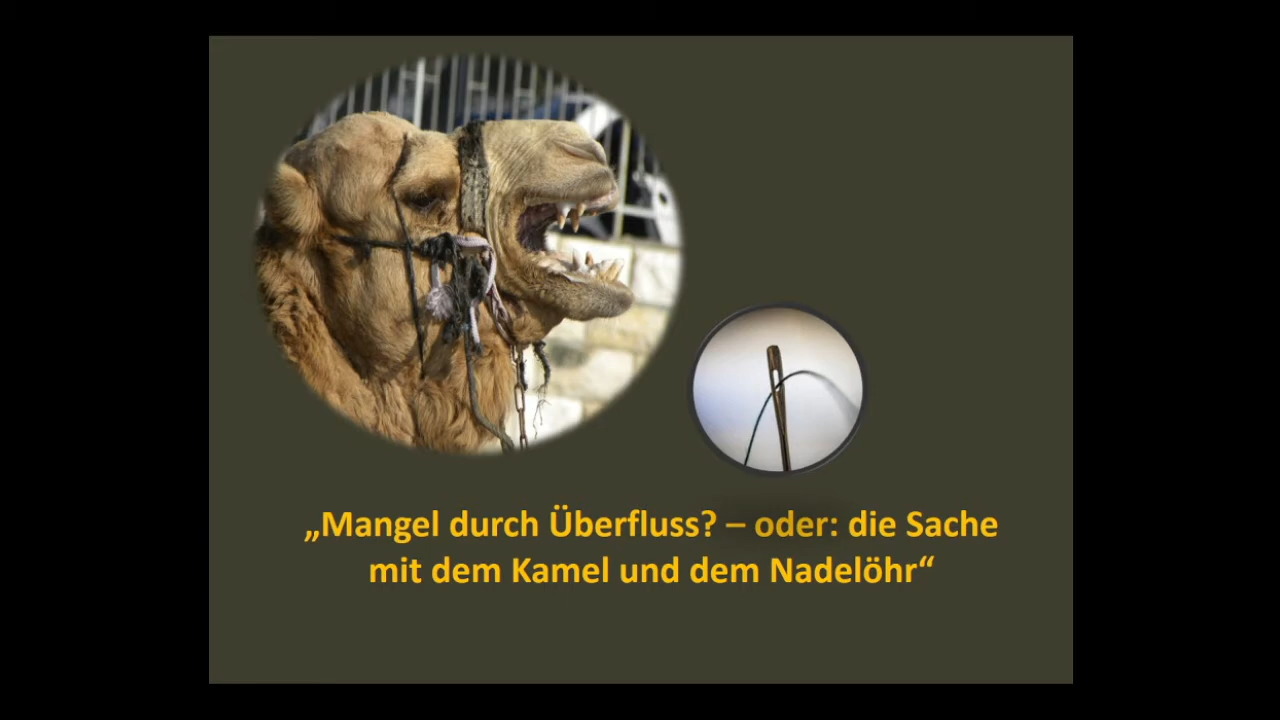 „Mangel durch Überfluss? – oder: die Sache
mit dem Kamel und dem Nadelöhr“